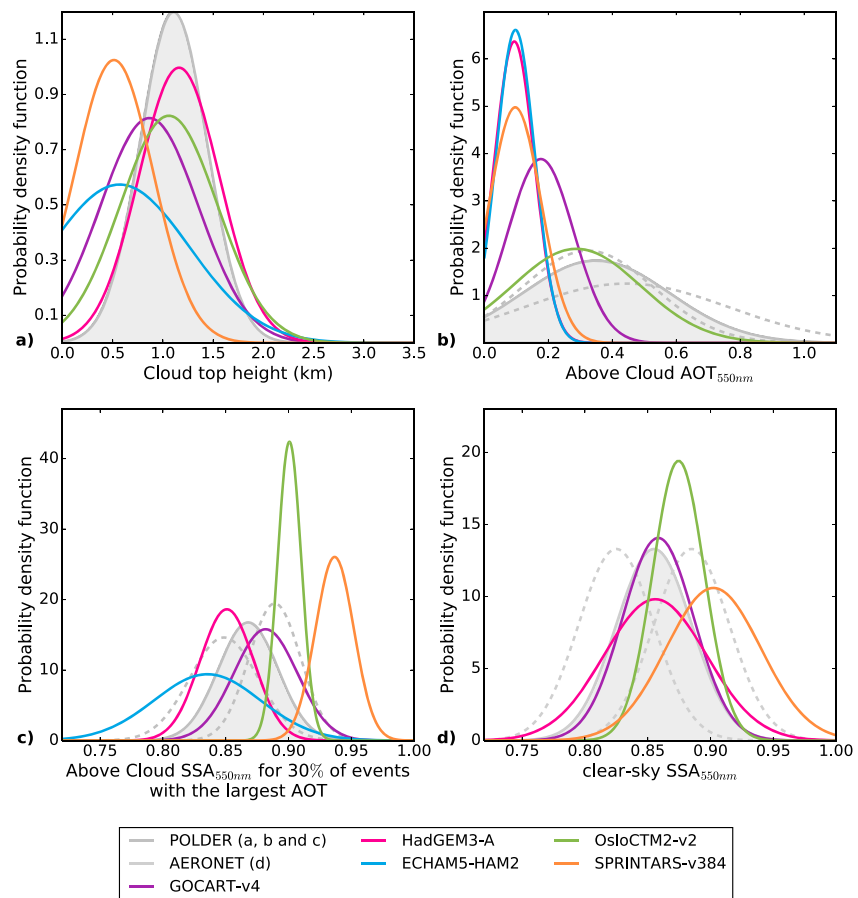 1.1
0.9
0.7
0.5
0.3
0.1
Probability density function
a)
0.0 0.5 1.0 1.5 2.0 2.5 3.0 3.5
Cloud top height (km)
6
5
4
3
2
1
Probability density function
b)
0.0 0.2 0.4 0.6 0.8 1.0
Above Cloud AOT550nm
40
30
20
10
0
Probability density function
c)
0.75 0.80 0.85 0.90 0.95 1.00
Above Cloud SSA550nm for 30% of events
with the largest AOT
20
15
10
5
0
Probability density function
d)
0.75 0.80 0.85 0.90 0.95 1.00
clear-sky SSA550nm
POLDER (a, b and c) HadGEM3-A OsloCTM2-v2
AERONET (d) ECHAM5-HAM2 SPRINTARS-v384
GOCART-v4